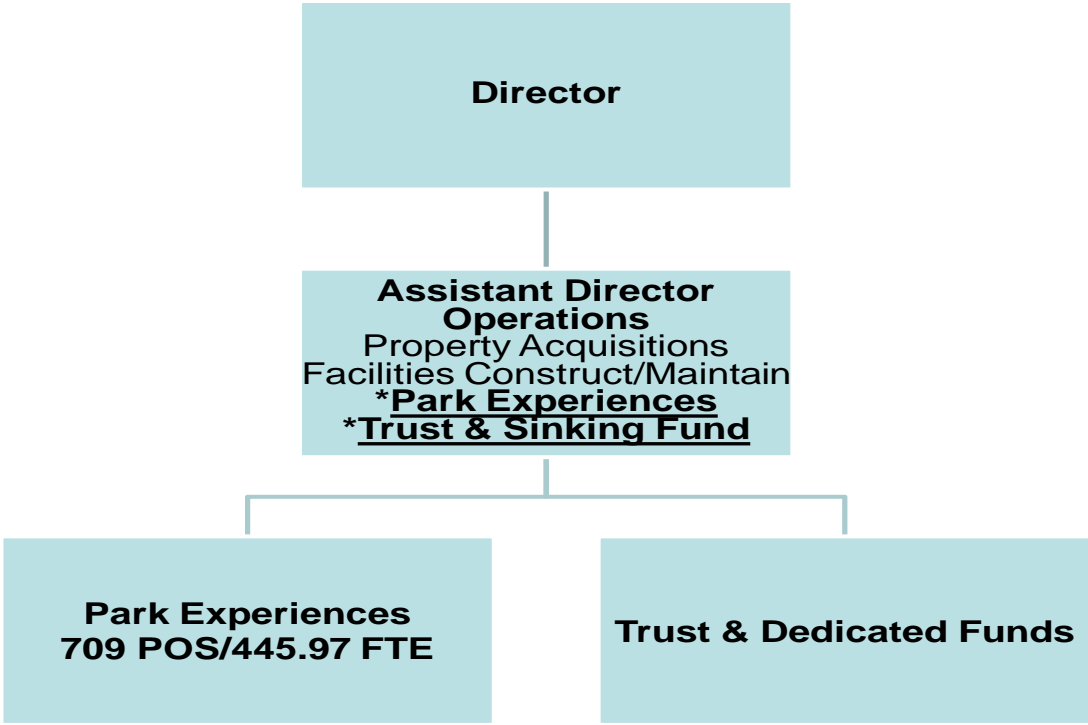 Director
Assistant Director
Operations
Property Acquisitions
Facilities Construct/Maintain
*Park Experiences
*Trust & Sinking Fund
Park Experiences
709 POS/445.97 FTE
Trust & Dedicated Funds